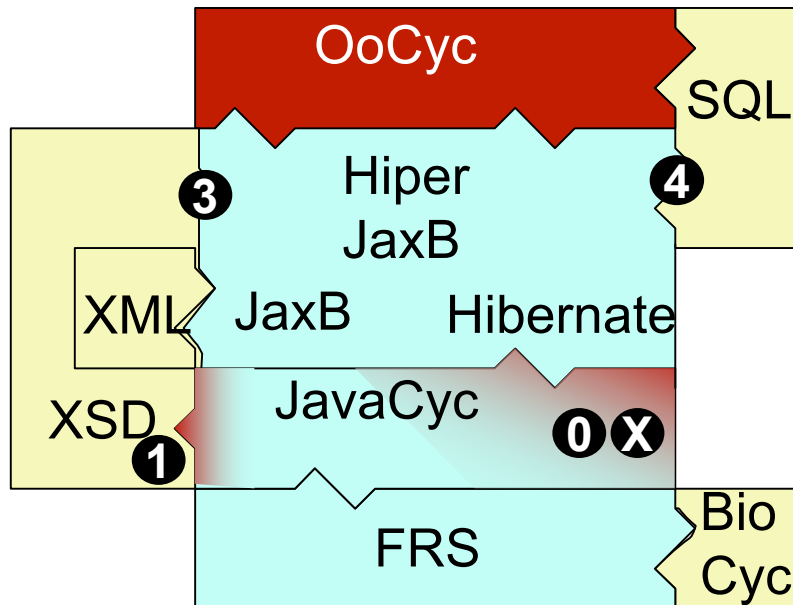 OoCyc
SQL
3
Hiper
JaxB
4
XML
JaxB
Hibernate
XSD
1
JavaCyc
0 X
FRS
Bio
Cyc